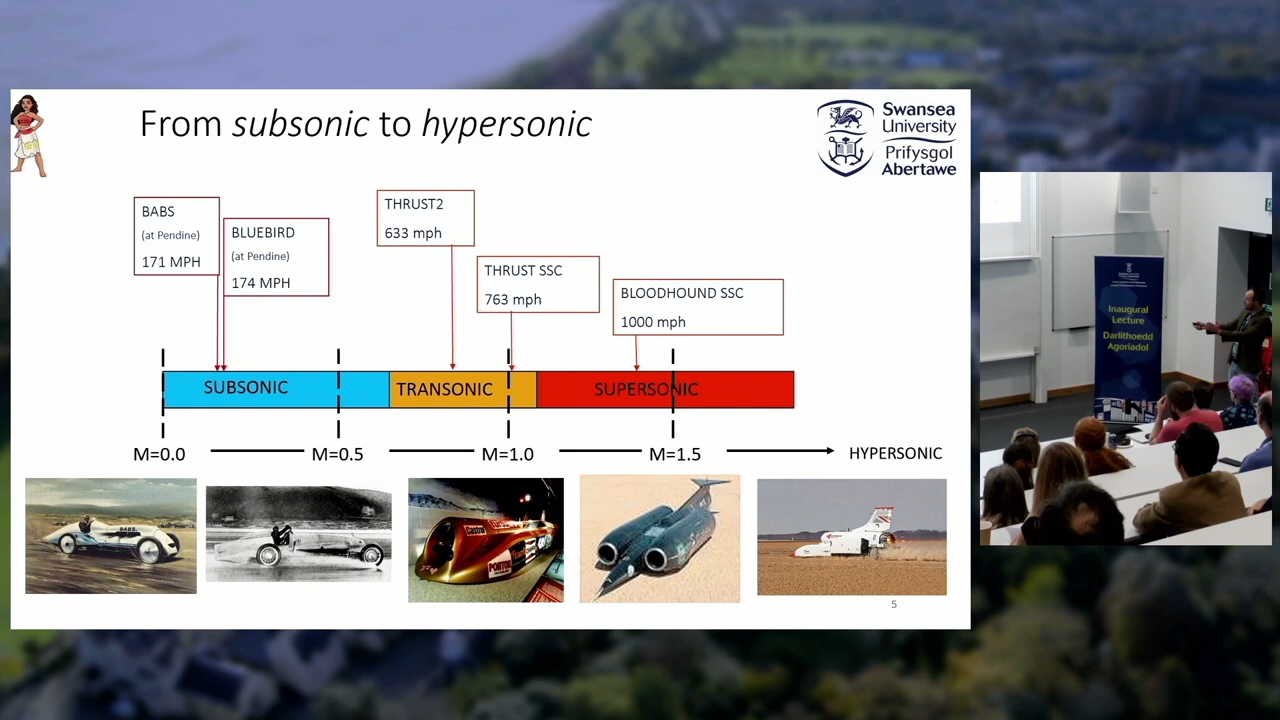 From subsonic to hypersonic
Swansea
University
Prifysgol
Abertawe
BABS
(at Pendine)
171 MPH
BLUEBIRD
(at Pendine)
174 MPH
THRUST2
633 mph
THRUST SSC
763 mph
BLOODHOUND SSC
1000 mph
SUBSONIC
TRANSONIC
SUPERSONIC
M=0.0
M=0.5
M=1.0
M=1.5
HYPERSONIC
BABS.
5
Inaugural
Lecture
Darlithoedd
Agoriadol